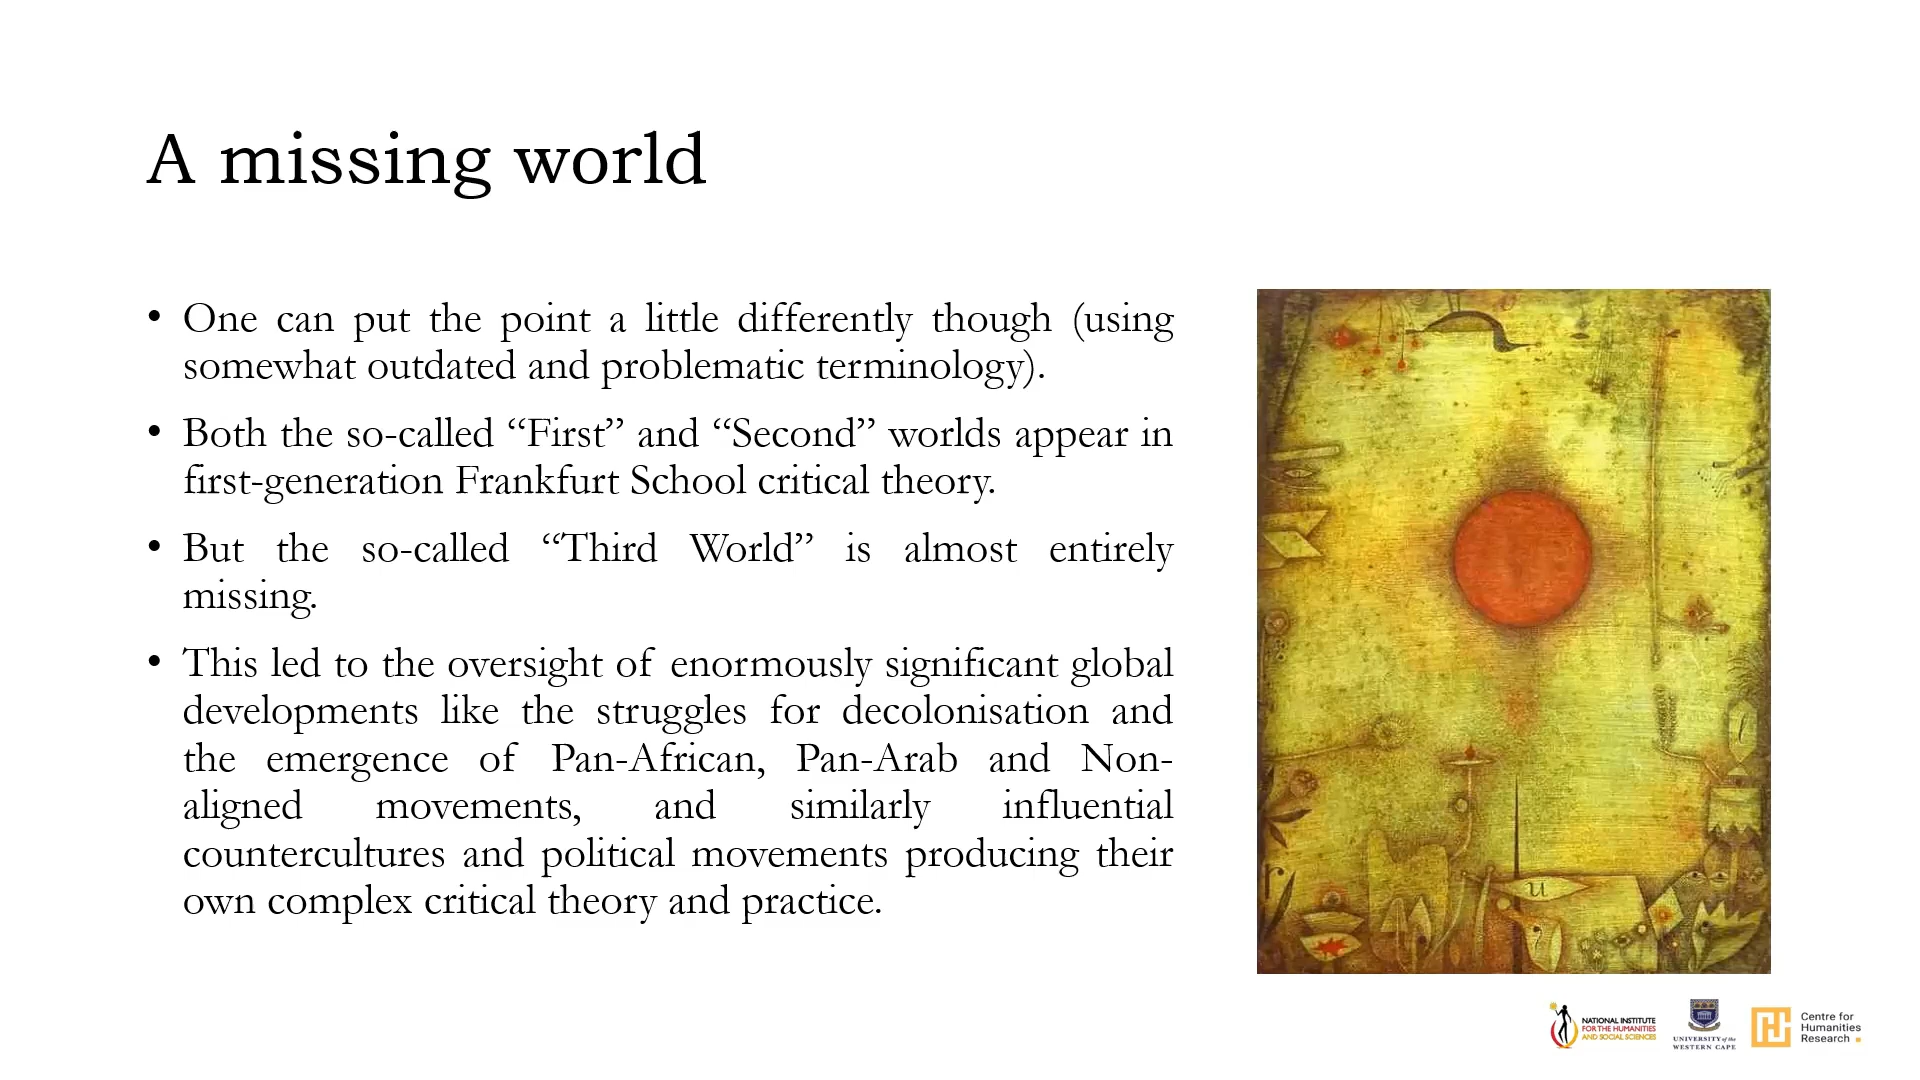 A missing world
• One can put the point a little differently though (using
somewhat outdated and problematic terminology).
• Both the so-called “First” and “Second” worlds appear in
first-generation Frankfurt School critical theory.
• But the so-called “Third World” is almost entirely
missing.
• This led to the oversight of enormously significant global
developments like the struggles for decolonisation and
the emergence of Pan-African, Pan-Arab and Non-
aligned movements, and similarly influential
countercultures and political movements producing their
own complex critical theory and practice.
u
NATIONAL INSTITUTE
FOR THE HUMANITIES
AND SOCIAL SCIENCES
UNIVERSITY of the
WESTERN CAPE
Centre for
Humanities
Research